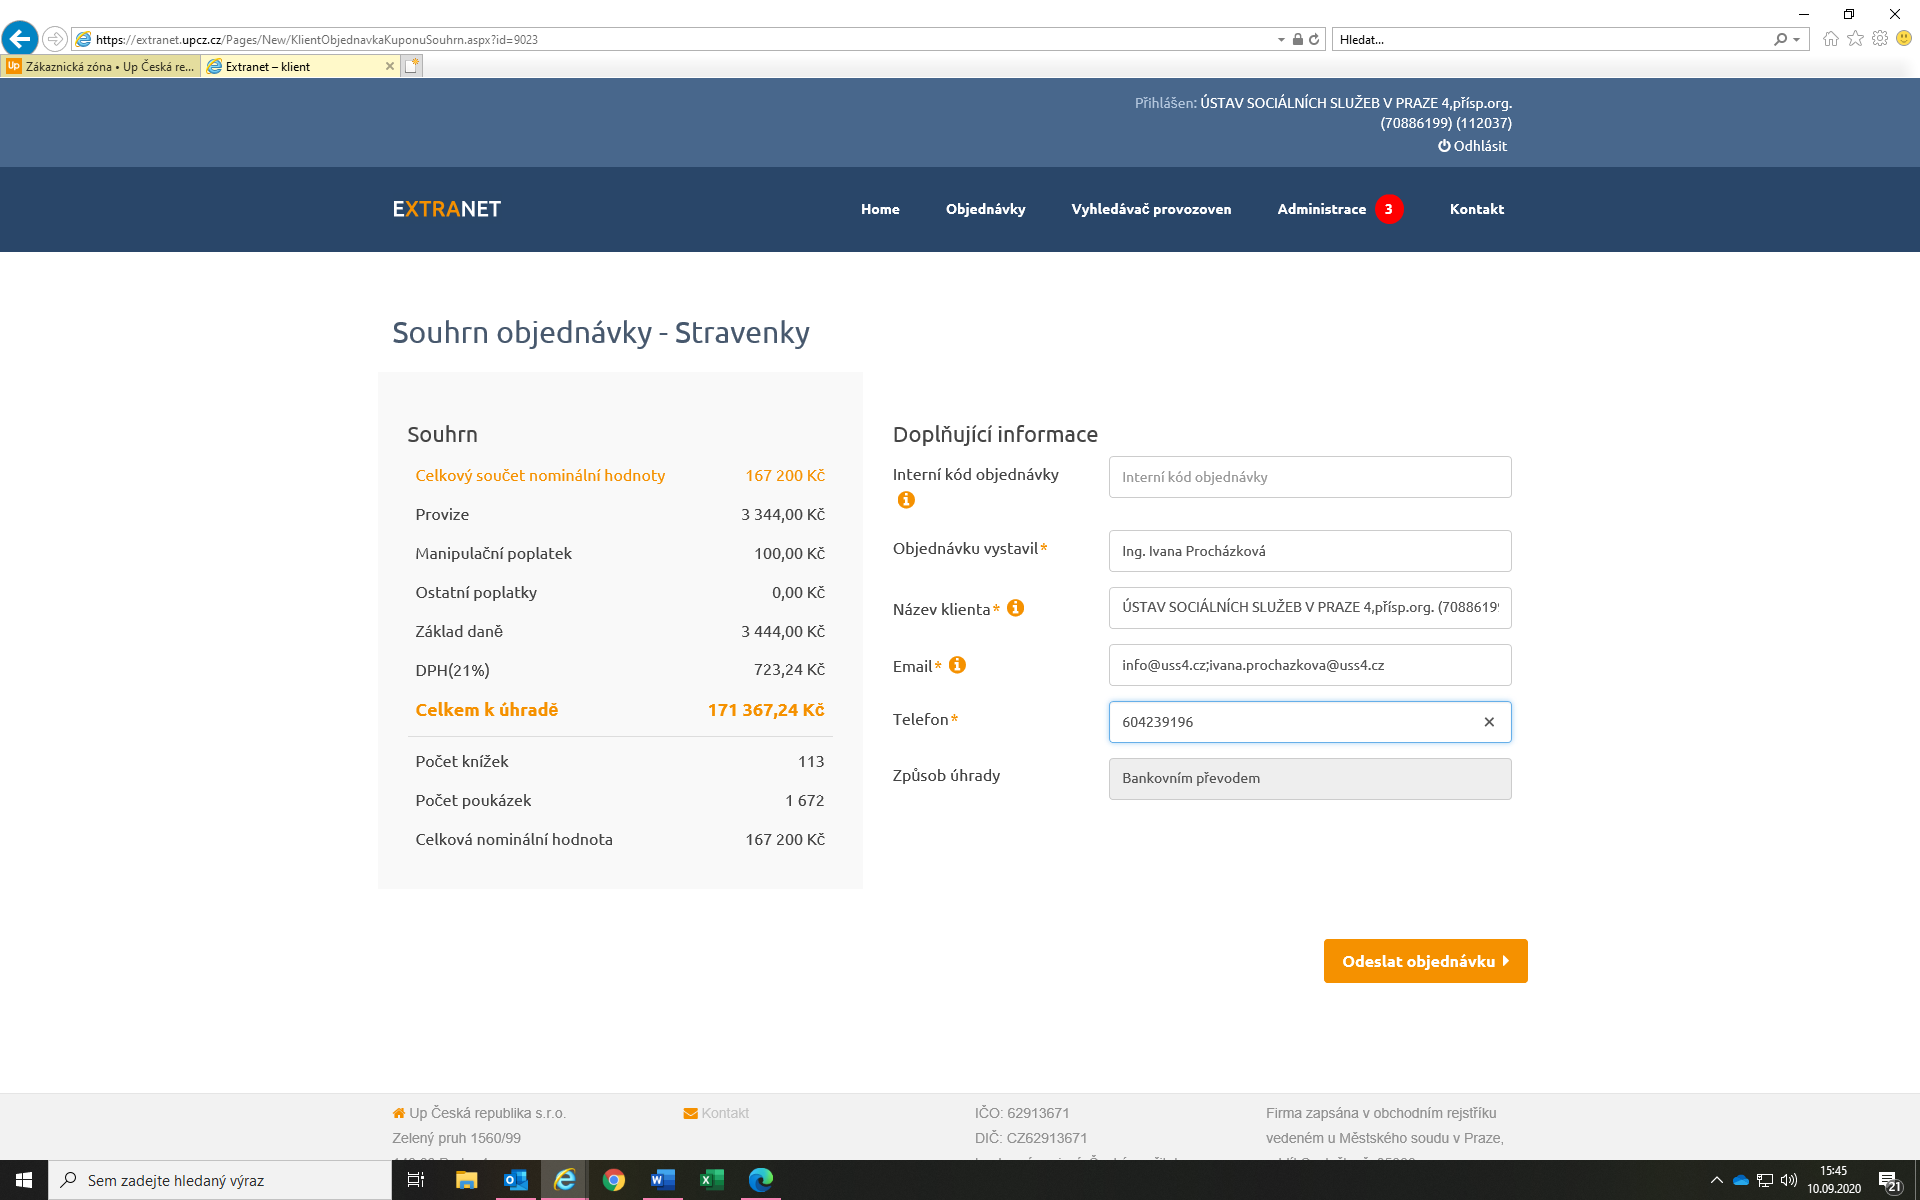 https://extranet.upcz.cz/Pages/New/KlientObjednavkaKuponuSouhrn.aspx?id=9023
Hledat...
Up Zákaznická zóna • Up Česká re...
Extranet – klient
Přihlášen: ÚSTAV SOCIÁLNÍCH SLUŽEB V PRAZE 4,přísp.org.
(70886199) (112037)
Odhlásit
EXTRANET
Home
Objednávky
Vyhledávač provozoven
Administrace 3
Kontakt
Souhrn objednávky - Stravenky
Souhrn
Celkový součet nominální hodnoty 167 200 Kč
Provize 3 344,00 Kč
Manipulační poplatek 100,00 Kč
Ostatní poplatky 0,00 Kč
Základ daně 3 444,00 Kč
DPH(21%) 723,24 Kč
Celkem k úhradě 171 367,24 Kč
Počet knížek 113
Počet poukázek 1 672
Celková nominální hodnota 167 200 Kč
Doplňující informace
Interní kód objednávky Interní kód objednávky
Objednávku vystavil* Ing. Ivana Procházková
Název klienta* ÚSTAV SOCIÁLNÍCH SLUŽEB V PRAZE 4,přísp.org. (7088619
Email* info@uss4.cz;ivana.prochazkova@uss4.cz
Telefon* 604239196
Způsob úhrady Bankovním převodem
Odeslat objednávku
Up Česká republika s.r.o.
Zelený pruh 1560/99
Kontakt
IČO: 62913671
DIČ: CZ62913671
Firma zapsána v obchodním rejstříku
vedeném u Městského soudu v Praze,
Sem zadejte hledaný výraz
15:45
10.09.2020
21